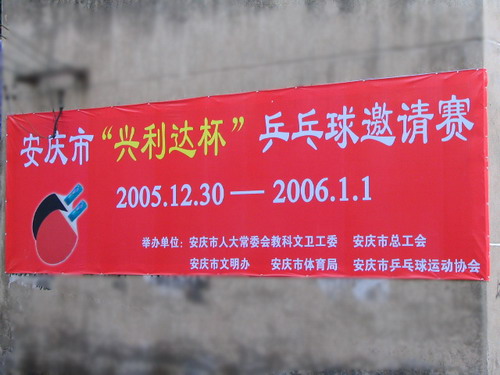 安庆市“兴利达杯”乒乓球邀请赛
2005.12.30—2006.1.1
举办单位：安庆市人大常委会教科文卫工委 安庆市总工会
安庆市文明办 安庆市体育局 安庆市乒乓球运动协会